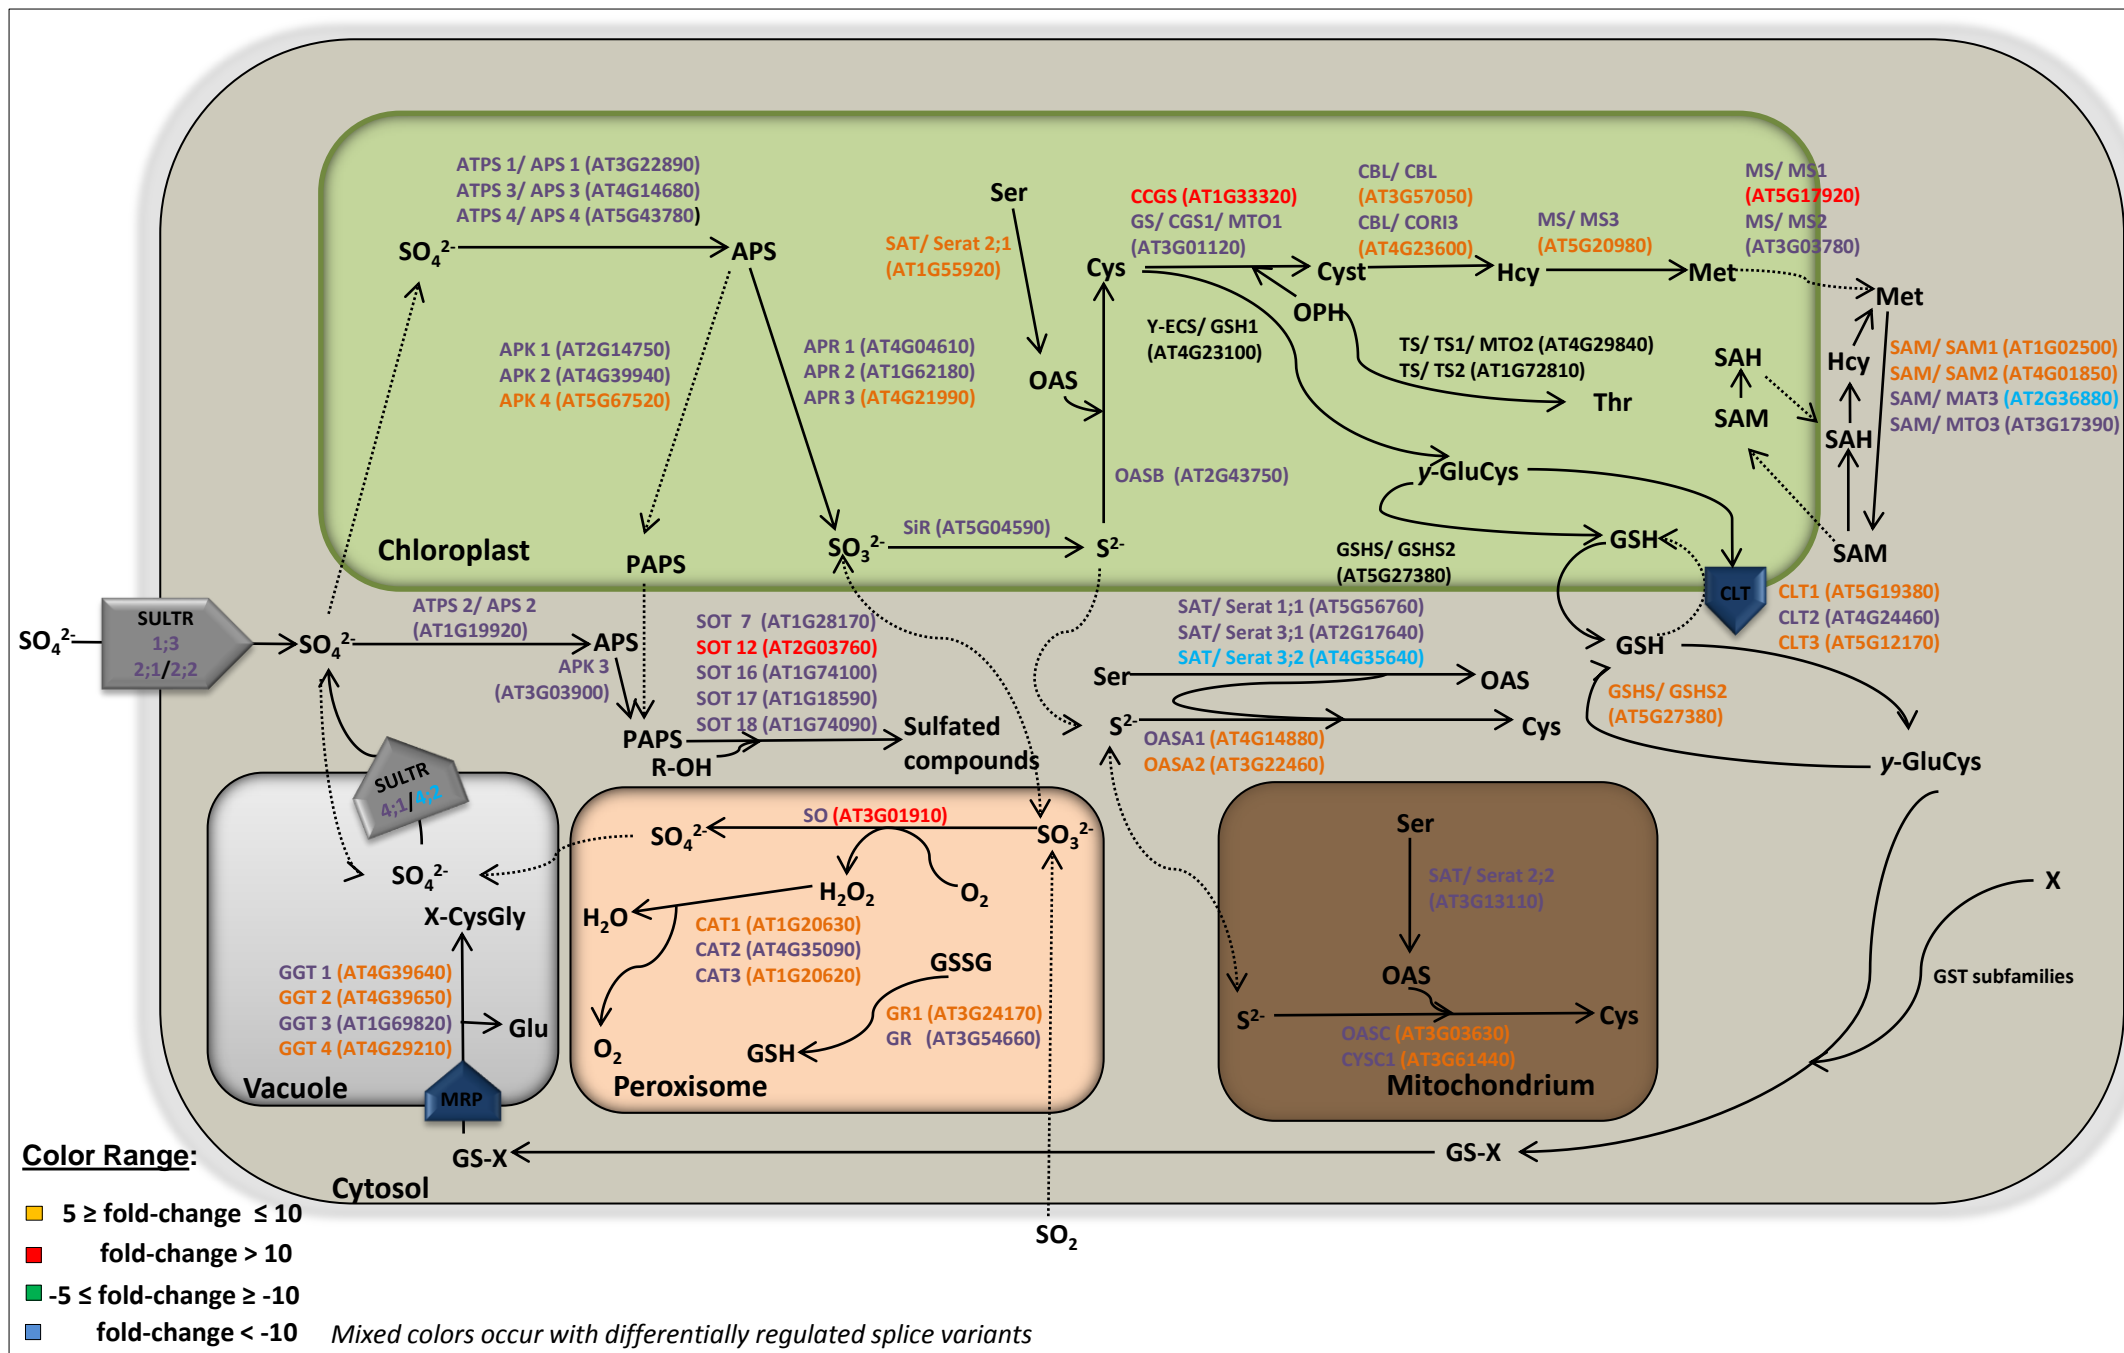 ATPS 1/ APS 1 (AT3G22890)
ATPS 3/ APS 3 (AT4G14680)
ATPS 4/ APS 4 (AT5G43780)
SO₄²⁻
APS
APK 1 (AT2G14750)
APK 2 (AT4G39940)
APK 4 (AT5G67520)
APR 1 (AT4G04610)
APR 2 (AT1G62180)
APR 3 (AT4G21990)
Ser
SAT/ Serat 2;1
(AT1G55920)
OAS
Cys
CCGS (AT1G33320)
GS/ CGS1/ MTO1
(AT3G01120)
Cyst
OPH
CBL/ CBL
(AT3G57050)
CBL/ CORI3
(AT4G23600)
Hcy
MS/ MS3
(AT5G20980)
Met
MS/ MS1
(AT5G17920)
MS/ MS2
(AT3G03780)
Met
Y-ECS/ GSH1
(AT4G23100)
TS/ TS1/ MTO2 (AT4G29840)
TS/ TS2 (AT1G72810)
Thr
SAH
SAM
Hcy
SAH
SAM
SAM/ SAM1 (AT1G02500)
SAM/ SAM2 (AT4G01850)
SAM/ MAT3 (AT2G36880)
SAM/ MTO3 (AT3G17390)
OASB (AT2G43750)
y-GluCys
Chloroplast
PAPS
SO₃²⁻
SiR (AT5G04590)
S²⁻
GSHS/ GSHS2
(AT5G27380)
GSH
CLT
CLT1 (AT5G19380)
CLT2 (AT4G24460)
CLT3 (AT5G12170)
SO₄²⁻
SULTR
1;3
2;1/2;2
SO₄²⁻
ATPS 2/ APS 2
(AT1G19920)
APS
APK 3
(AT3G03900)
SOT 7 (AT1G28170)
SOT 12 (AT2G03760)
SOT 16 (AT1G74100)
SOT 17 (AT1G18590)
SOT 18 (AT1G74090)
PAPS
R-OH
Sulfated
compounds
SAT/ Serat 1;1 (AT5G56760)
SAT/ Serat 3;1 (AT2G17640)
SAT/ Serat 3;2 (AT4G35640)
Ser
OAS
S²⁻
Cys
OASA1 (AT4G14880)
OASA2 (AT3G22460)
GSH
GSHS/ GSHS2
(AT5G27380)
y-GluCys
SULTR
4;1/4;2
SO₄²⁻
X-CysGly
GGT 1 (AT4G39640)
GGT 2 (AT4G39650)
GGT 3 (AT1G69820)
GGT 4 (AT4G29210)
Glu
Vacuole
MRP
SO₄²⁻
SO (AT3G01910)
SO₃²⁻
H₂O₂
O₂
H₂O
CAT1 (AT1G20630)
CAT2 (AT4G35090)
CAT3 (AT1G20620)
GSSG
GR1 (AT3G24170)
GR (AT3G54660)
O₂
GSH
Peroxisome
Ser
SAT/ Serat 2;2
(AT3G13110)
OAS
S²⁻
Cys
OASC (AT3G03630)
CYSC1 (AT3G61440)
Mitochondrium
X
GST subfamilies
GS-X
GS-X
Cytosol
SO₂
Color Range:
5 ≥ fold-change ≤ 10
fold-change > 10
-5 ≤ fold-change ≥ -10
fold-change < -10
Mixed colors occur with differentially regulated splice variants